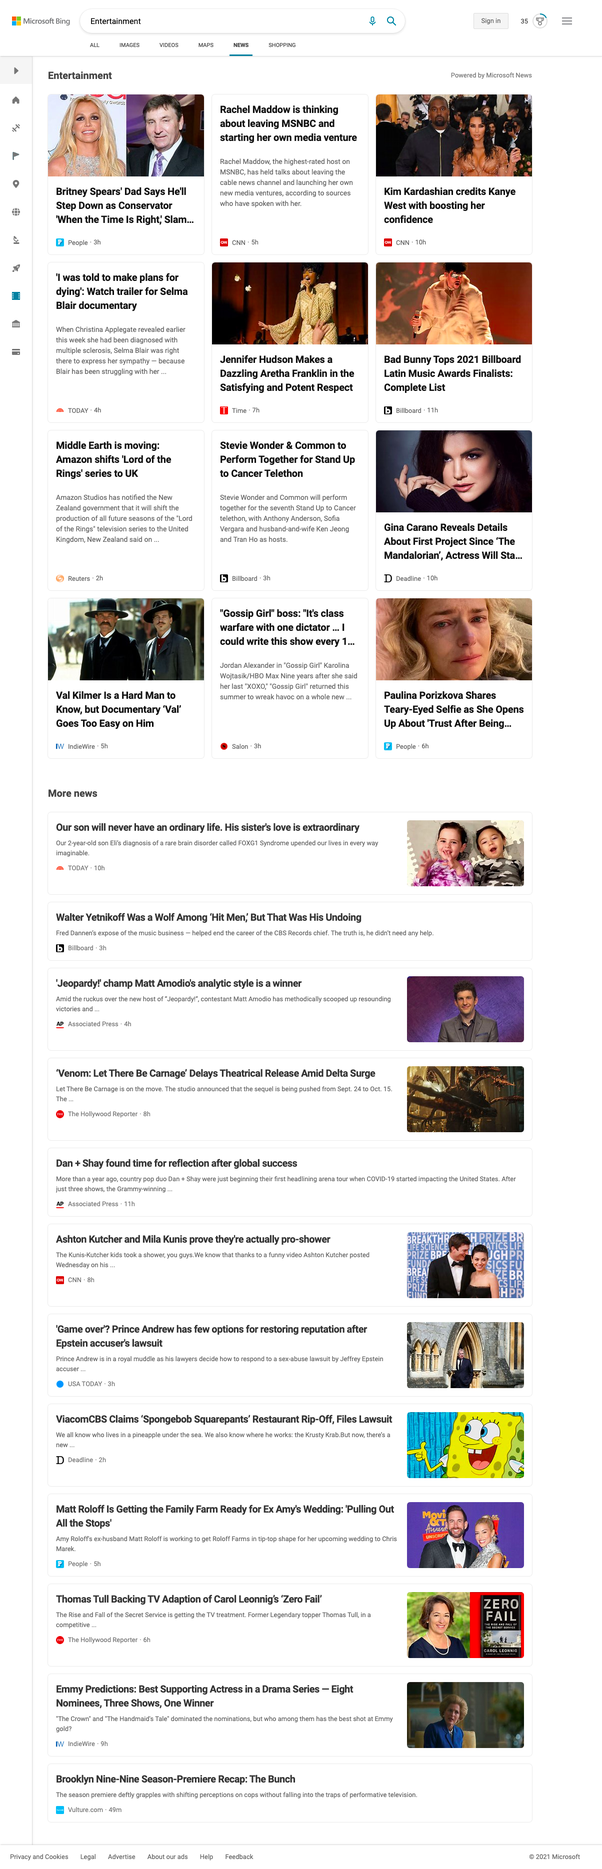 Microsoft Bing
Entertainment
Sign in
35
ALL
IMAGES
VIDEOS
MAPS
NEWS
SHOPPING
Entertainment
Powered by Microsoft News
Britney Spears' Dad Says He'll
Step Down as Conservator
'When the Time Is Right,' Slam...
People · 3h
Rachel Maddow is thinking
about leaving MSNBC and
starting her own media venture
Rachel Maddow, the highest-rated host on
MSNBC, has held talks about leaving the
cable news channel and launching her own
new media ventures, according to sources
who have spoken with her.
CNN · 5h
Kim Kardashian credits Kanye
West with boosting her
confidence
CNN · 10h
'I was told to make plans for
dying': Watch trailer for Selma
Blair documentary
When Christina Applegate revealed earlier
this week she had been diagnosed with
multiple sclerosis, Selma Blair was right
there to express her sympathy — because
Blair has been struggling with her ...
TODAY · 4h
Jennifer Hudson Makes a
Dazzling Aretha Franklin in the
Satisfying and Potent Respect
Time · 7h
Bad Bunny Tops 2021 Billboard
Latin Music Awards Finalists:
Complete List
Billboard · 11h
Middle Earth is moving:
Amazon shifts 'Lord of the
Rings' series to UK
Amazon Studios has notified the New
Zealand government that it will shift the
production of all future seasons of the "Lord
of the Rings" television series to the United
Kingdom, New Zealand said on ...
Reuters · 2h
Stevie Wonder & Common to
Perform Together for Stand Up
to Cancer Telethon
Stevie Wonder and Common will perform
together for the seventh Stand Up to Cancer
telethon, with Anthony Anderson, Sofia
Vergara and husband-and-wife Ken Jeong
and Tran Ho as hosts.
Billboard · 3h
Gina Carano Reveals Details
About First Project Since ‘The
Mandalorian’, Actress Will Sta...
Deadline · 10h
Val Kilmer Is a Hard Man to
Know, but Documentary ‘Val’
Goes Too Easy on Him
IndieWire · 5h
"Gossip Girl" boss: "It's class
warfare with one dictator ... I
could write this show every 1...
Jordan Alexander in "Gossip Girl" Karolina
Wojtasik/HBO Max Nine years after she said
her last "XOXO," "Gossip Girl" returned this
summer to wreak havoc on a whole new ...
Salon · 3h
Paulina Porizkova Shares
Teary-Eyed Selfie as She Opens
Up About 'Trust After Being...
People · 6h
More news
Our son will never have an ordinary life. His sister's love is extraordinary
Our 2-year-old son Eli's diagnosis of a rare brain disorder called FOXG1 Syndrome upended our lives in every way
imaginable.
TODAY · 10h
Walter Yetnikoff Was a Wolf Among ‘Hit Men,’ But That Was His Undoing
Fred Dannen's expose of the music business — helped end the career of the CBS Records chief. The truth is, he didn't need any help.
Billboard · 3h
'Jeopardy!' champ Matt Amodio's analytic style is a winner
Amid the ruckus over the new host of "Jeopardy!", contestant Matt Amodio has methodically scooped up resounding
victories and ...
AP Associated Press · 4h
‘Venom: Let There Be Carnage’ Delays Theatrical Release Amid Delta Surge
Let There Be Carnage is on the move. The studio announced that the sequel is being pushed from Sept. 24 to Oct. 15.
The ...
The Hollywood Reporter · 8h
Dan + Shay found time for reflection after global success
More than a year ago, country pop duo Dan + Shay were just beginning their first headlining arena tour when COVID-19 started impacting the United States. After
just three shows, the Grammy-winning ...
AP Associated Press · 11h
Ashton Kutcher and Mila Kunis prove they're actually pro-shower
The Kunis-Kutcher kids took a shower, you guys.We know that thanks to a funny video Ashton Kutcher posted
Wednesday on his ...
CNN · 8h
'Game over'? Prince Andrew has few options for restoring reputation after
Epstein accuser's lawsuit
Prince Andrew is in a royal muddle as his lawyers decide how to respond to a sex-abuse lawsuit by Jeffrey Epstein
accuser ...
USA TODAY · 3h
ViacomCBS Claims ‘Spongebob Squarepants’ Restaurant Rip-Off, Files Lawsuit
We all know who lives in a pineapple under the sea. We also know where he works: the Krusty Krab.But now, there's a
new ...
Deadline · 2h
Matt Roloff Is Getting the Family Farm Ready for Ex Amy's Wedding: 'Pulling Out
All the Stops'
Amy Roloff's ex-husband Matt Roloff is working to get Roloff Farms in tip-top shape for her upcoming wedding to Chris
Marek.
People · 5h
Thomas Tull Backing TV Adaption of Carol Leonnig's ‘Zero Fail’
The Rise and Fall of the Secret Service is getting the TV treatment. Former Legendary topper Thomas Tull, in a
competitive ...
The Hollywood Reporter · 6h
ZERO
FAIL
CAROL LEONNIG
Emmy Predictions: Best Supporting Actress in a Drama Series — Eight
Nominees, Three Shows, One Winner
"The Crown" and "The Handmaid's Tale" dominated the nominations, but who among them has the best shot at Emmy
gold?
IndieWire · 9h
Brooklyn Nine-Nine Season-Premiere Recap: The Bunch
The season premiere deftly grapples with shifting perceptions on cops without falling into the traps of performative television.
Vulture.com · 49m
Privacy and Cookies
Legal
Advertise
About our ads
Help
Feedback
© 2021 Microsoft